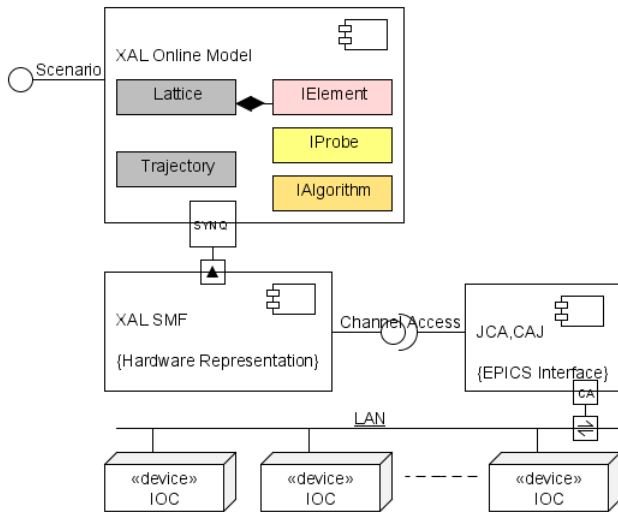 XAL Online Model
Scenario
Lattice
IElement
IProbe
Trajectory
IAlgorithm
SYNQ
XAL SMF
{Hardware Representation}
Channel Access
JCA,CAJ
{EPICS Interface}
CA
LAN
«device»
IOC
«device»
IOC
«device»
IOC